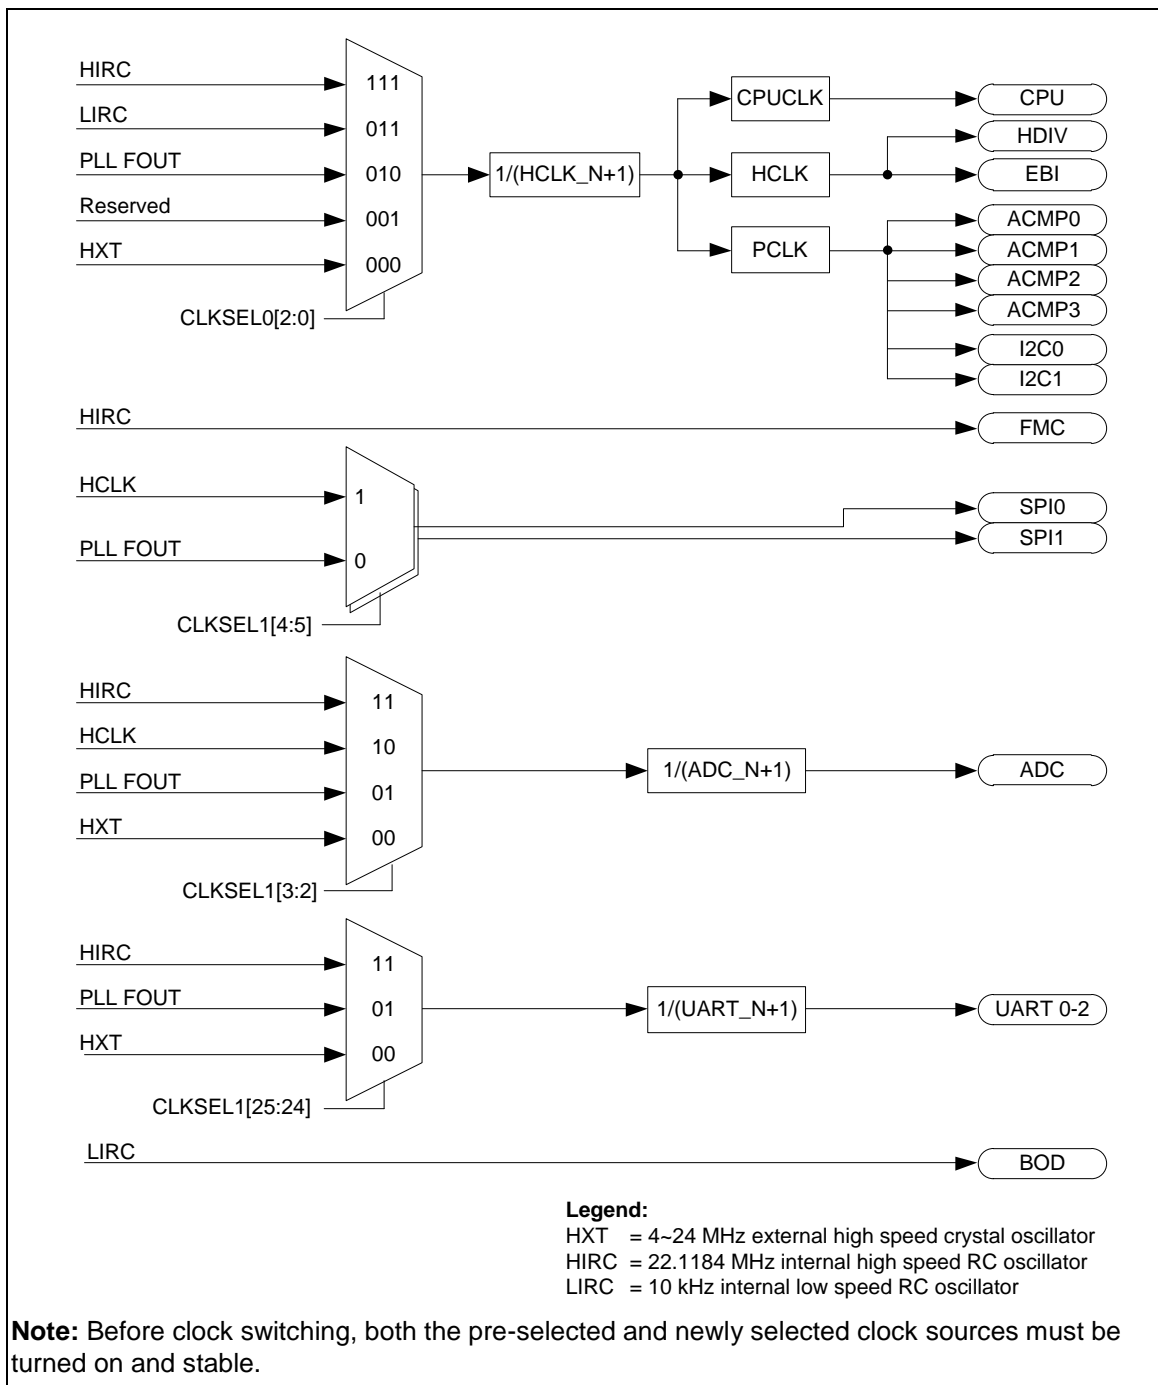 HIRC
LIRC
PLL FOUT
Reserved
HXT
111
011
010
001
000
CLKSEL0[2:0]
1/(HCLK_N+1)
CPUCLK
HCLK
PCLK
CPU
HDIV
EBI
ACMP0
ACMP1
ACMP2
ACMP3
I2C0
I2C1
HIRC
FMC
HCLK
PLL FOUT
1
0
CLKSEL1[4:5]
SPI0
SPI1
HIRC
HCLK
PLL FOUT
HXT
11
10
01
00
CLKSEL1[3:2]
1/(ADC_N+1)
ADC
HIRC
PLL FOUT
HXT
11
01
00
CLKSEL1[25:24]
1/(UART_N+1)
UART 0-2
LIRC
BOD
Legend:
HXT = 4~24 MHz external high speed crystal oscillator
HIRC = 22.1184 MHz internal high speed RC oscillator
LIRC = 10 kHz internal low speed RC oscillator
Note: Before clock switching, both the pre-selected and newly selected clock sources must be
turned on and stable.